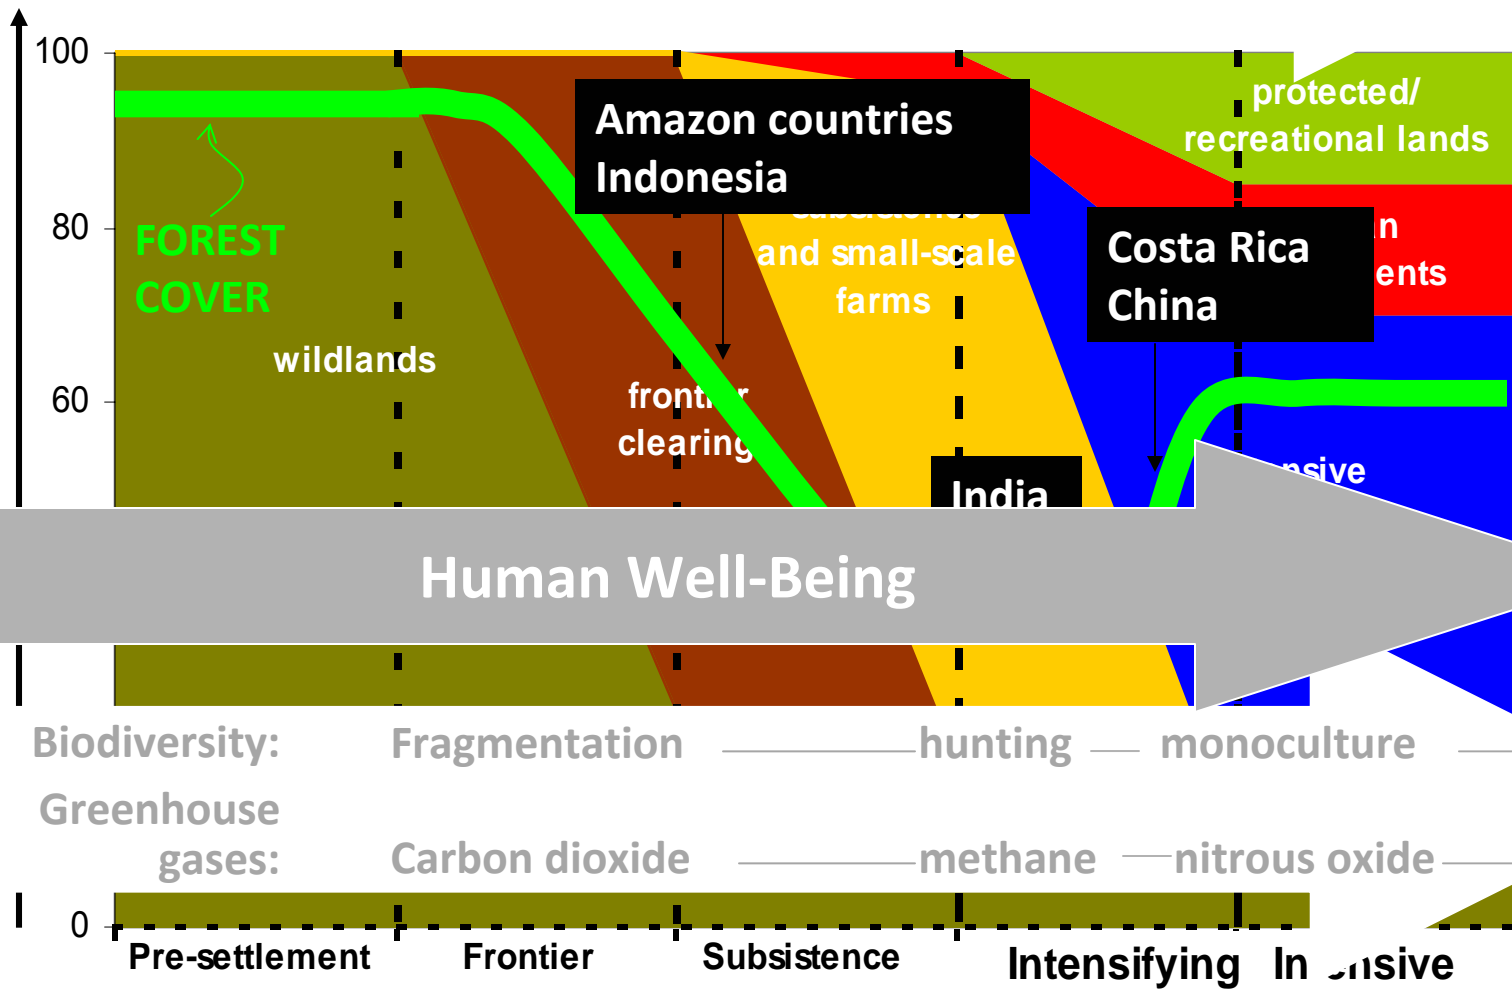 100
80
60
0
FOREST
COVER
wildlands
frontier
clearing
Amazon countries
Indonesia
and small-scale
farms
India
Costa Rica
China
protected/
recreational lands
Human Well-Being
Biodiversity: Fragmentation hunting monoculture
Greenhouse
gases: Carbon dioxide methane nitrous oxide
Pre-settlement Frontier Subsistence Intensifying